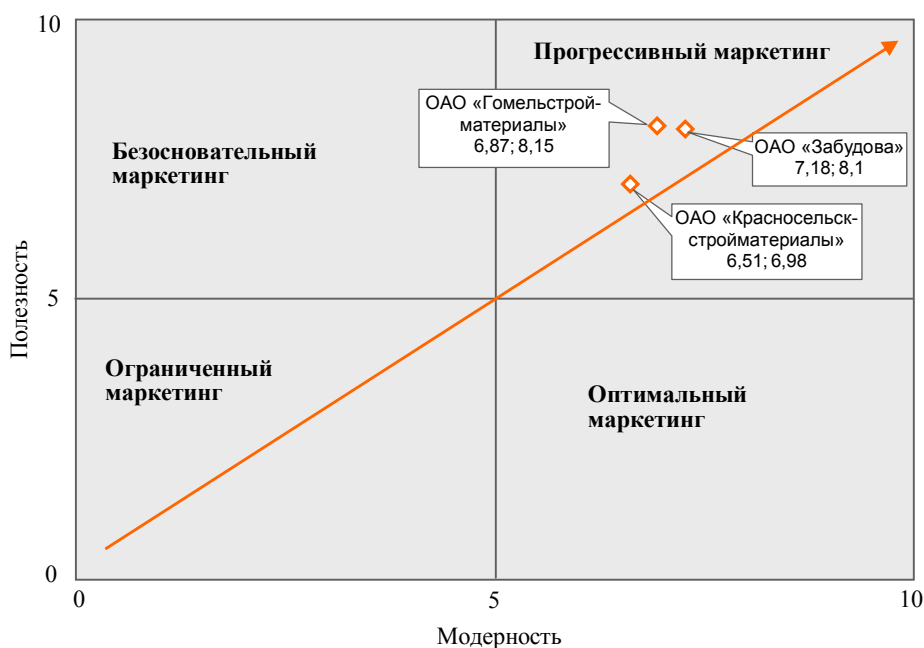 10
Прогрессивный маркетинг
ОАО «Гомельстрой-
материалы»
6,87; 8,15
ОАО «Забудова»
7,18; 8,1
Безосновательный
маркетинг
ОАО «Красносельск-
стройматериалы»
6,51; 6,98
Полезность
5
Ограниченный
маркетинг
Оптимальный
маркетинг
0
0
5
10
Модерность